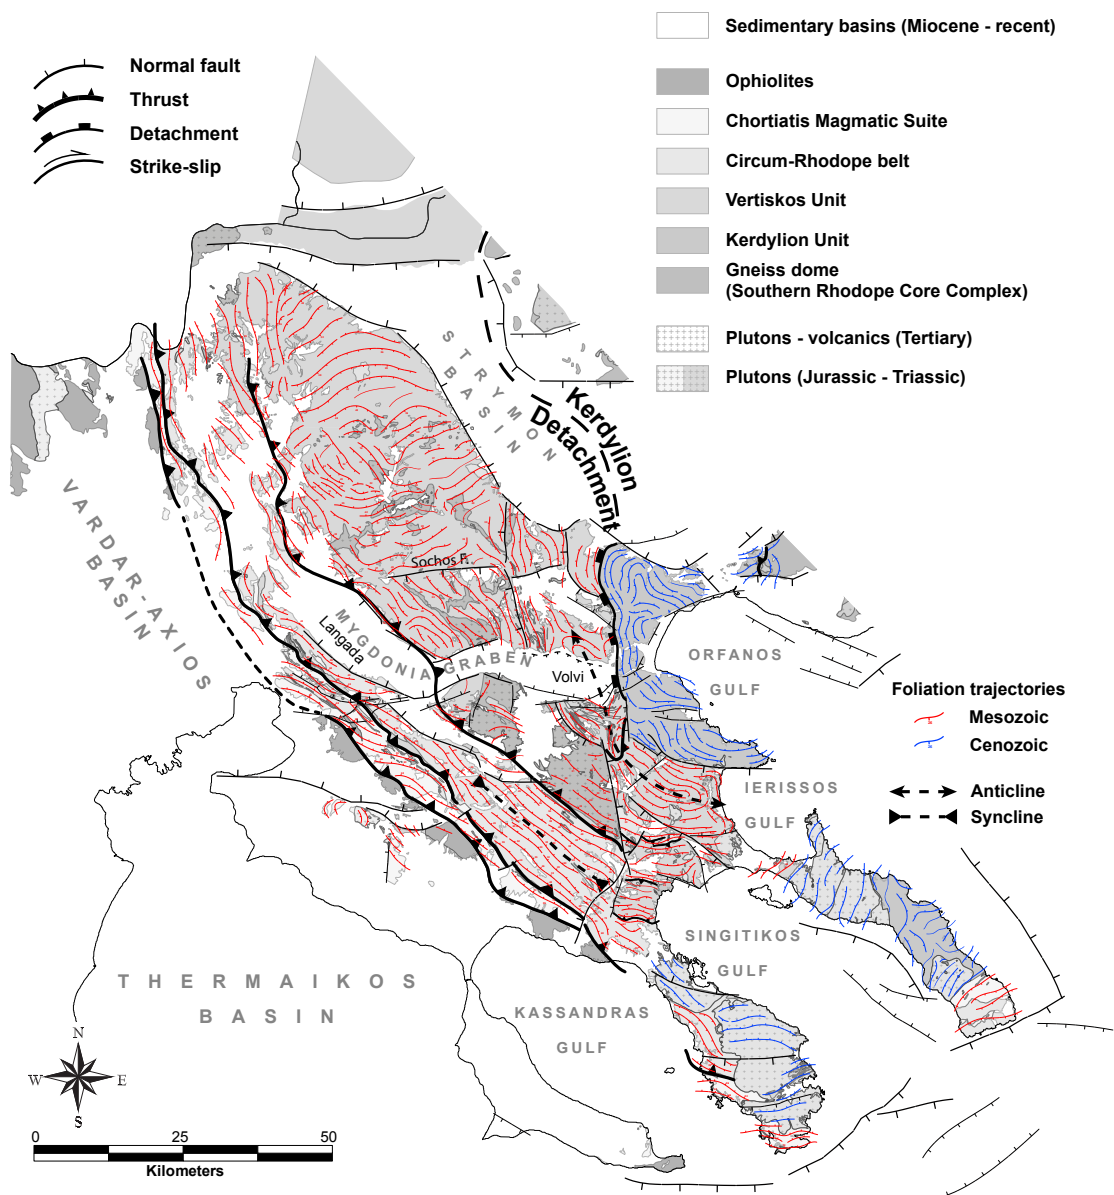 Normal fault
Thrust
Detachment
Strike-slip
Sedimentary basins (Miocene - recent)
Ophiolites
Chortiatis Magmatic Suite
Circum-Rhodope belt
Vertiskos Unit
Kerdylion Unit
Gneiss dome
(Southern Rhodope Core Complex)
Plutons - volcanics (Tertiary)
Plutons (Jurassic - Triassic)
STRYMON
BASIN
Kerdylion
Detachment
VARDAR-AXIOS
BASIN
Sochos F.
MYGDONIA GRABEN
Langada
Volvi
ORFANOS
GULF
Foliation trajectories
Mesozoic
Cenozoic
Anticline
Syncline
IERISSOS
GULF
SINGITIKOS
GULF
KASSANDRAS
GULF
THERMAIKOS
BASIN
N
W E
S
0 25 50
Kilometers